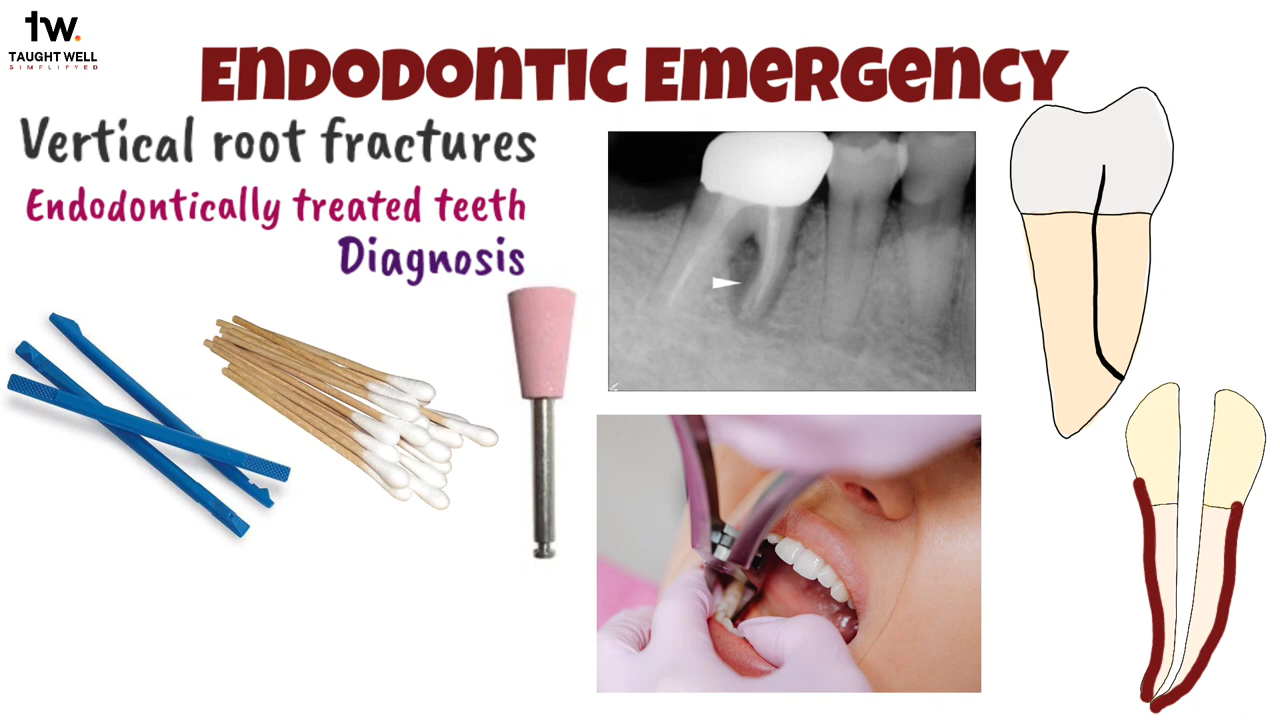 tw.
TAUGHT WELL
SIMPLIFYED
ENDODONTIC EMERGENCY
Vertical root fractures
Endodontically treated teeth
Diagnosis